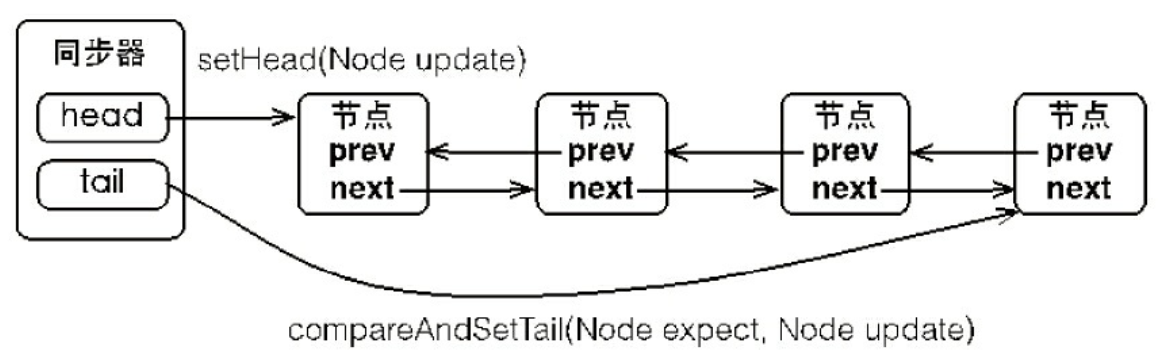 同步器
setHead(Node update)
head
tail
节点
prev
next
节点
prev
next
节点
prev
next
节点
prev
next
compareAndSetTail(Node expect, Node update)